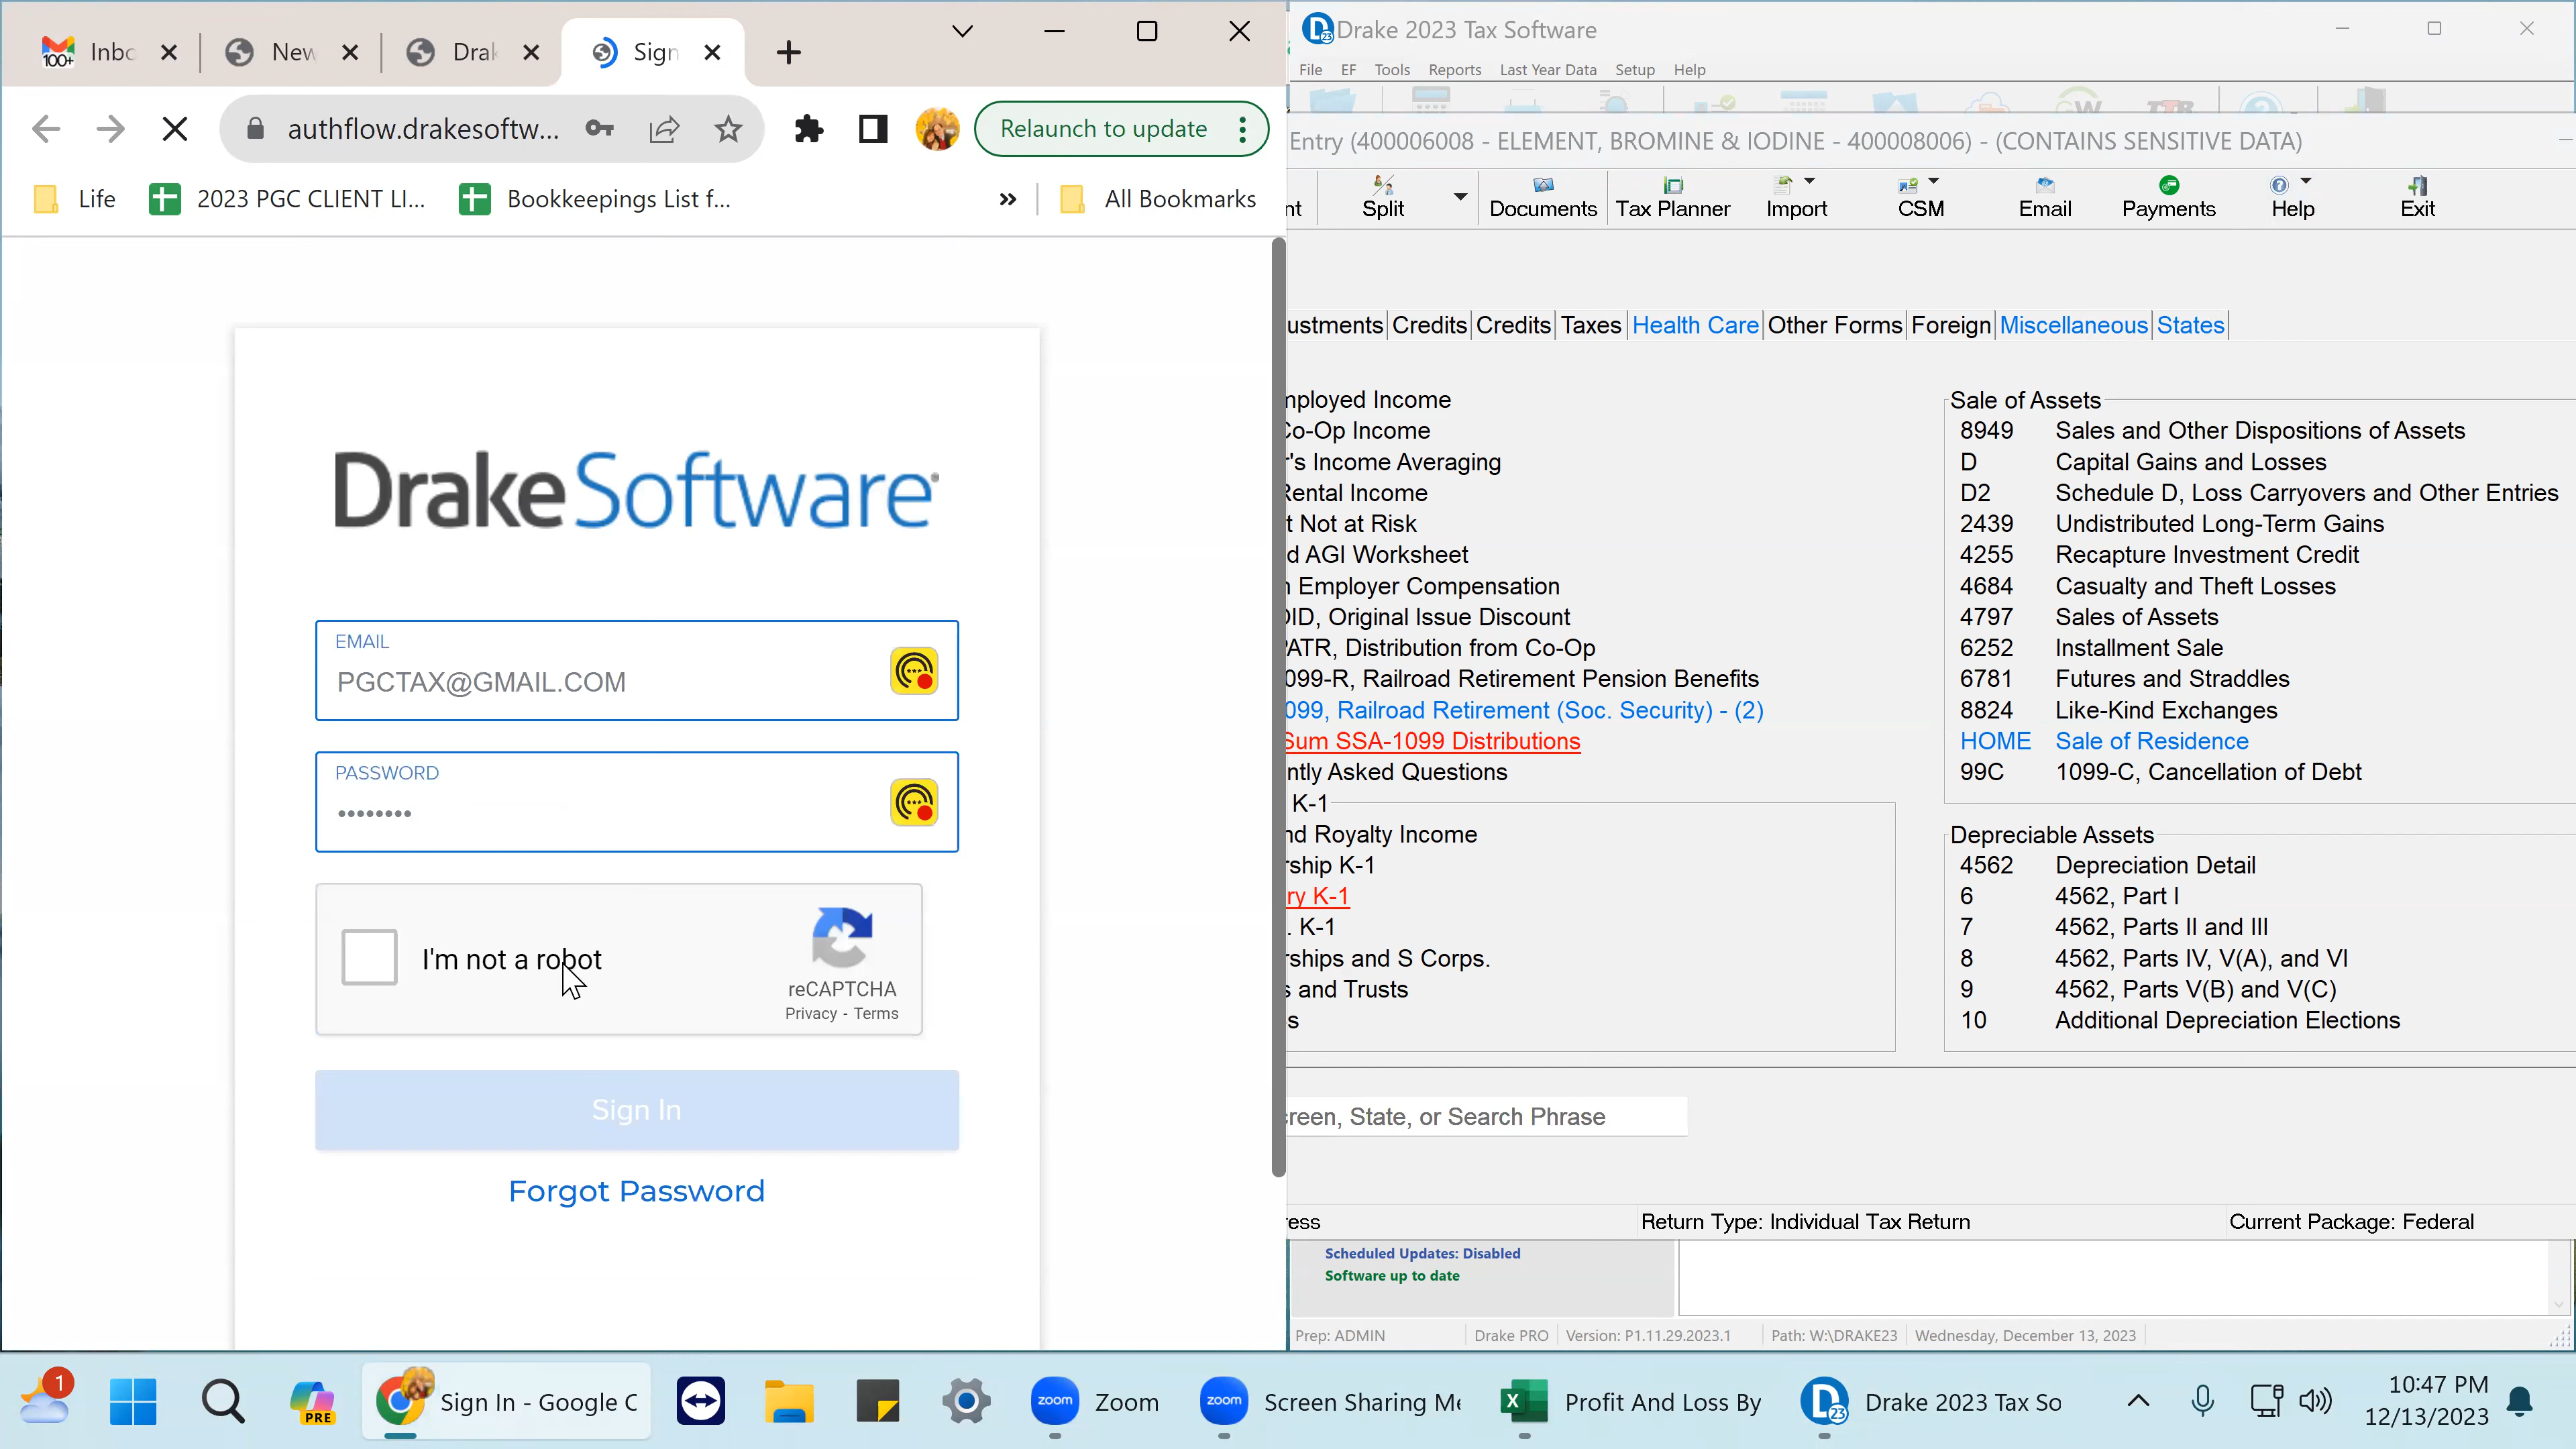 100+
Inbo
New
Drak
Sign
authflow.drakesoftw...
Relaunch to update
Life
2023 PGC CLIENT LI...
Bookkeepings List f...
»
All Bookmarks
DrakeSoftware
EMAIL
PGCTAX@GMAIL.COM
PASSWORD
••••••••
I'm not a robot
reCAPTCHA
Privacy - Terms
Sign In
Forgot Password
Drake 2023 Tax Software
File EF Tools Reports Last Year Data Setup Help
Entry (400006008 - ELEMENT, BROMINE & IODINE - 400008006) - (CONTAINS SENSITIVE DATA)
nt Split Documents Tax Planner Import CSM Email Payments Help Exit
ustments Credits Credits Taxes Health Care Other Forms Foreign Miscellaneous States
mployed Income
Co-Op Income
r's Income Averaging
Rental Income
t Not at Risk
d AGI Worksheet
n Employer Compensation
OID, Original Issue Discount
PATR, Distribution from Co-Op
099-R, Railroad Retirement Pension Benefits
099, Railroad Retirement (Soc. Security) - (2)
Sum SSA-1099 Distributions
ntly Asked Questions
K-1
nd Royalty Income
rship K-1
ry K-1
. K-1
rships and S Corps.
s and Trusts
s
Sale of Assets
8949 Sales and Other Dispositions of Assets
D Capital Gains and Losses
D2 Schedule D, Loss Carryovers and Other Entries
2439 Undistributed Long-Term Gains
4255 Recapture Investment Credit
4684 Casualty and Theft Losses
4797 Sales of Assets
6252 Installment Sale
6781 Futures and Straddles
8824 Like-Kind Exchanges
HOME Sale of Residence
99C 1099-C, Cancellation of Debt
Depreciable Assets
4562 Depreciation Detail
6 4562, Part I
7 4562, Parts II and III
8 4562, Parts IV, V(A), and VI
9 4562, Parts V(B) and V(C)
10 Additional Depreciation Elections
creen, State, or Search Phrase
ress
Return Type: Individual Tax Return
Current Package: Federal
Scheduled Updates: Disabled
Software up to date
Prep: ADMIN Drake PRO Version: P1.11.29.2023.1 Path: W:\DRAKE23 Wednesday, December 13, 2023
1
PRE
Sign In - Google C
zoom Zoom
zoom Screen Sharing Me
Profit And Loss By
23 Drake 2023 Tax So
10:47 PM
12/13/2023